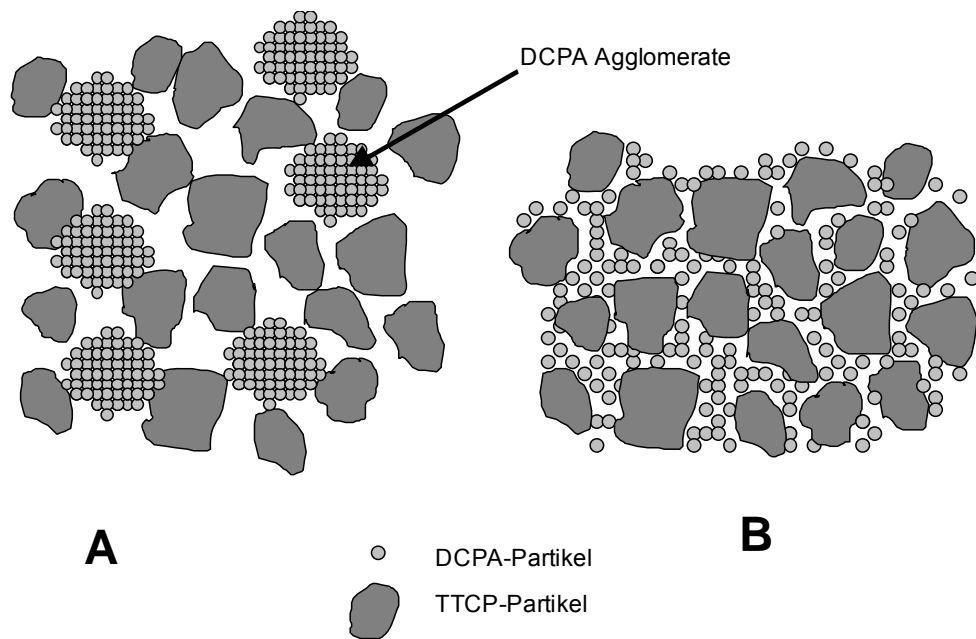 DCPA Agglomerate
A
B
DCPA-Partikel
TTCP-Partikel